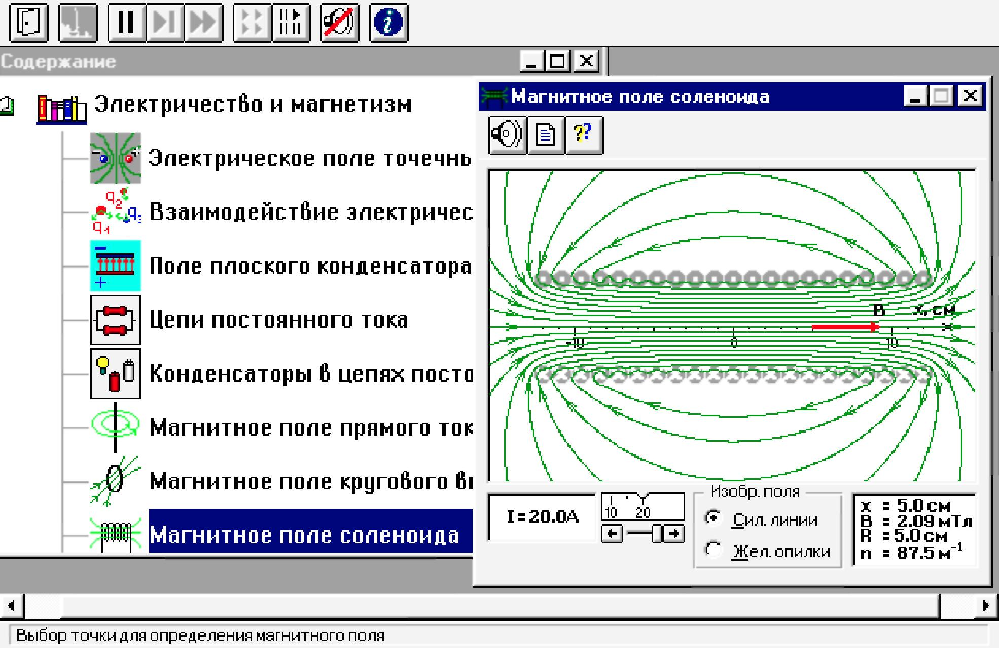 Содержание
Электричество и магнетизм
Электрическое поле точечны
Взаимодействие электричес
q2
q1
Поле плоского конденсатора
Цепи постоянного тока
Конденсаторы в цепях посто
Магнитное поле прямого ток
Магнитное поле кругового ви
Магнитное поле соленоида
Магнитное поле соленоида
B
x, см
-10 0 10
I = 20.0A
10 20
Изобр. поля
Сил. линии
Жел. опилки
x = 5.0 см
B = 2.09 мТл
R = 5.0 см
n = 87.5 м⁻¹
Выбор точки для определения магнитного поля